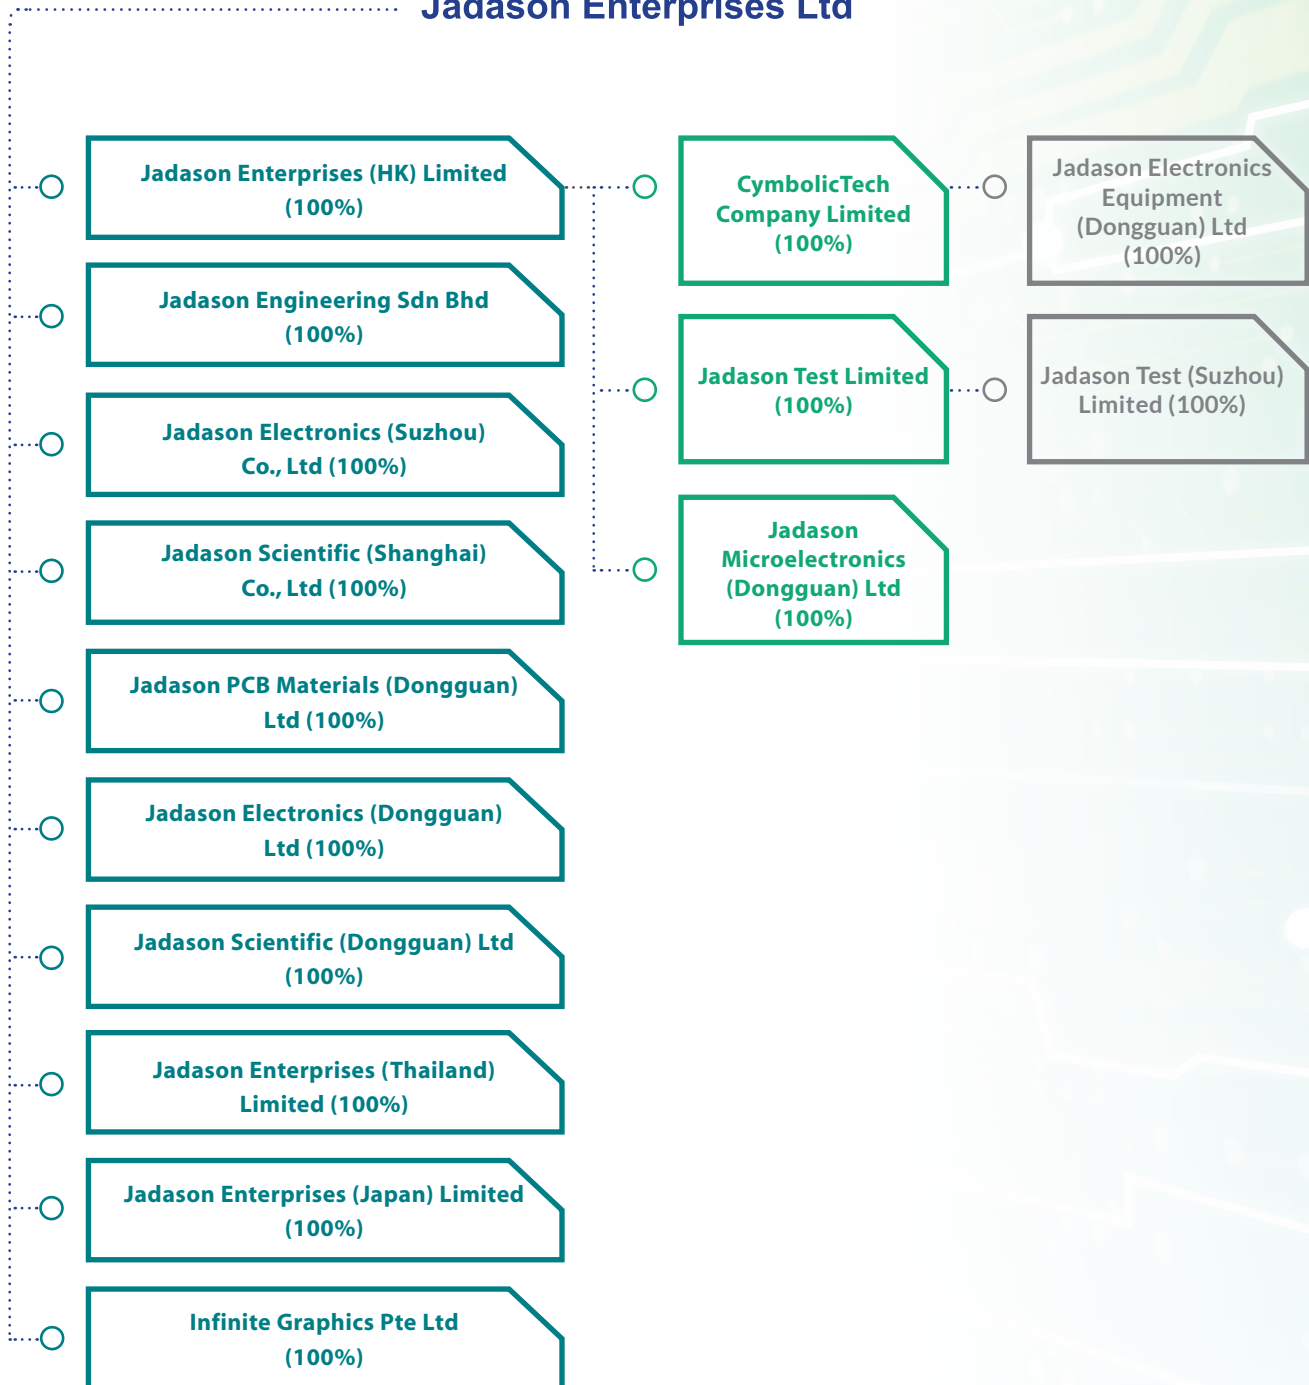 Jadason Enterprises Ltd
Jadason Enterprises (HK) Limited
(100%)
Jadason Engineering Sdn Bhd
(100%)
Jadason Electronics (Suzhou)
Co., Ltd (100%)
Jadason Scientific (Shanghai)
Co., Ltd (100%)
Jadason PCB Materials (Dongguan)
Ltd (100%)
Jadason Electronics (Dongguan)
Ltd (100%)
Jadason Scientific (Dongguan) Ltd
(100%)
Jadason Enterprises (Thailand)
Limited (100%)
Jadason Enterprises (Japan) Limited
(100%)
Infinite Graphics Pte Ltd
(100%)
CymbolicTech
Company Limited
(100%)
Jadason Test Limited
(100%)
Jadason
Microelectronics
(Dongguan) Ltd
(100%)
Jadason Electronics
Equipment
(Dongguan) Ltd
(100%)
Jadason Test (Suzhou)
Limited (100%)